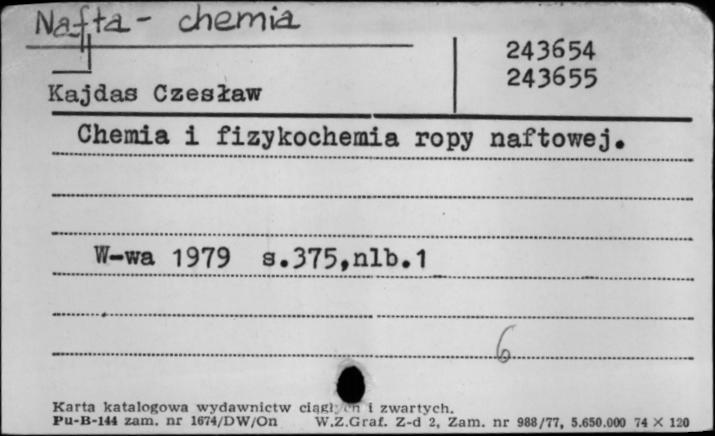 Nafta - chemia
243654
243655
Kajdas Czesław
Chemia i fizykochemia ropy naftowej.
W-wa 1979 s.375,nlb.1
6
Karta katalogowa wydawnictw i zwartych.
Pu-B-144 zam. nr 1674/DW/On W.Z.Graf. Z-d 2, Zam. nr 988/77, 5.650.000 74 × 120